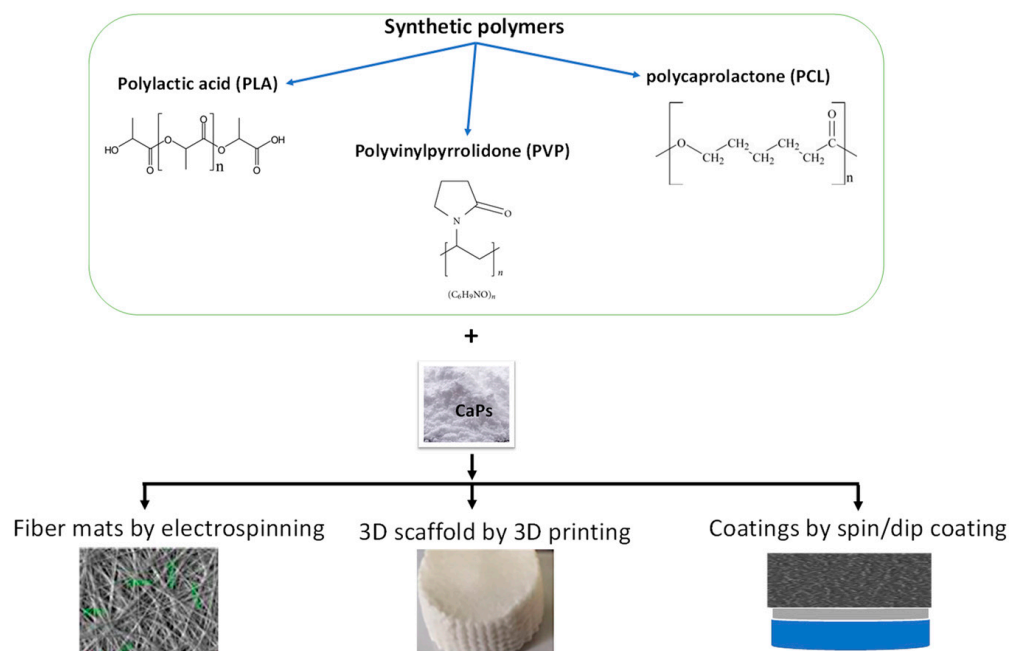 Synthetic polymers
Polylactic acid (PLA)
polycaprolactone (PCL)
Polyvinylpyrrolidone (PVP)
HO
O
O
O
O
O
OH
n
O
CH₂
CH₂
CH₂
CH₂
CH₂
C
O
n
N
O
n
(C₆H₉NO)ₙ
+
CaPs
Fiber mats by electrospinning
3D scaffold by 3D printing
Coatings by spin/dip coating